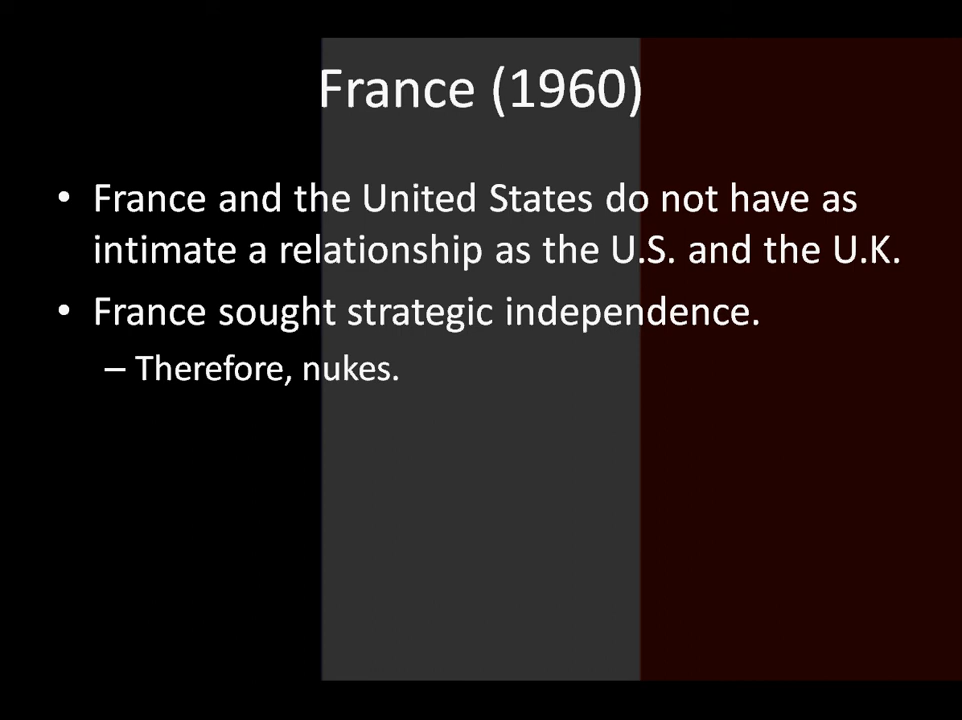 France (1960)
• France and the United States do not have as
intimate a relationship as the U.S. and the U.K.
• France sought strategic independence.
– Therefore, nukes.